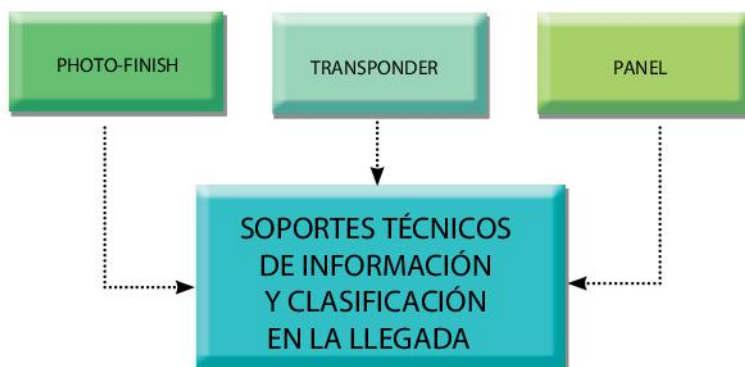 PHOTO-FINISH
TRANSPONDER
PANEL
SOPORTES TÉCNICOS
DE INFORMACIÓN
Y CLASIFICACIÓN
EN LA LLEGADA